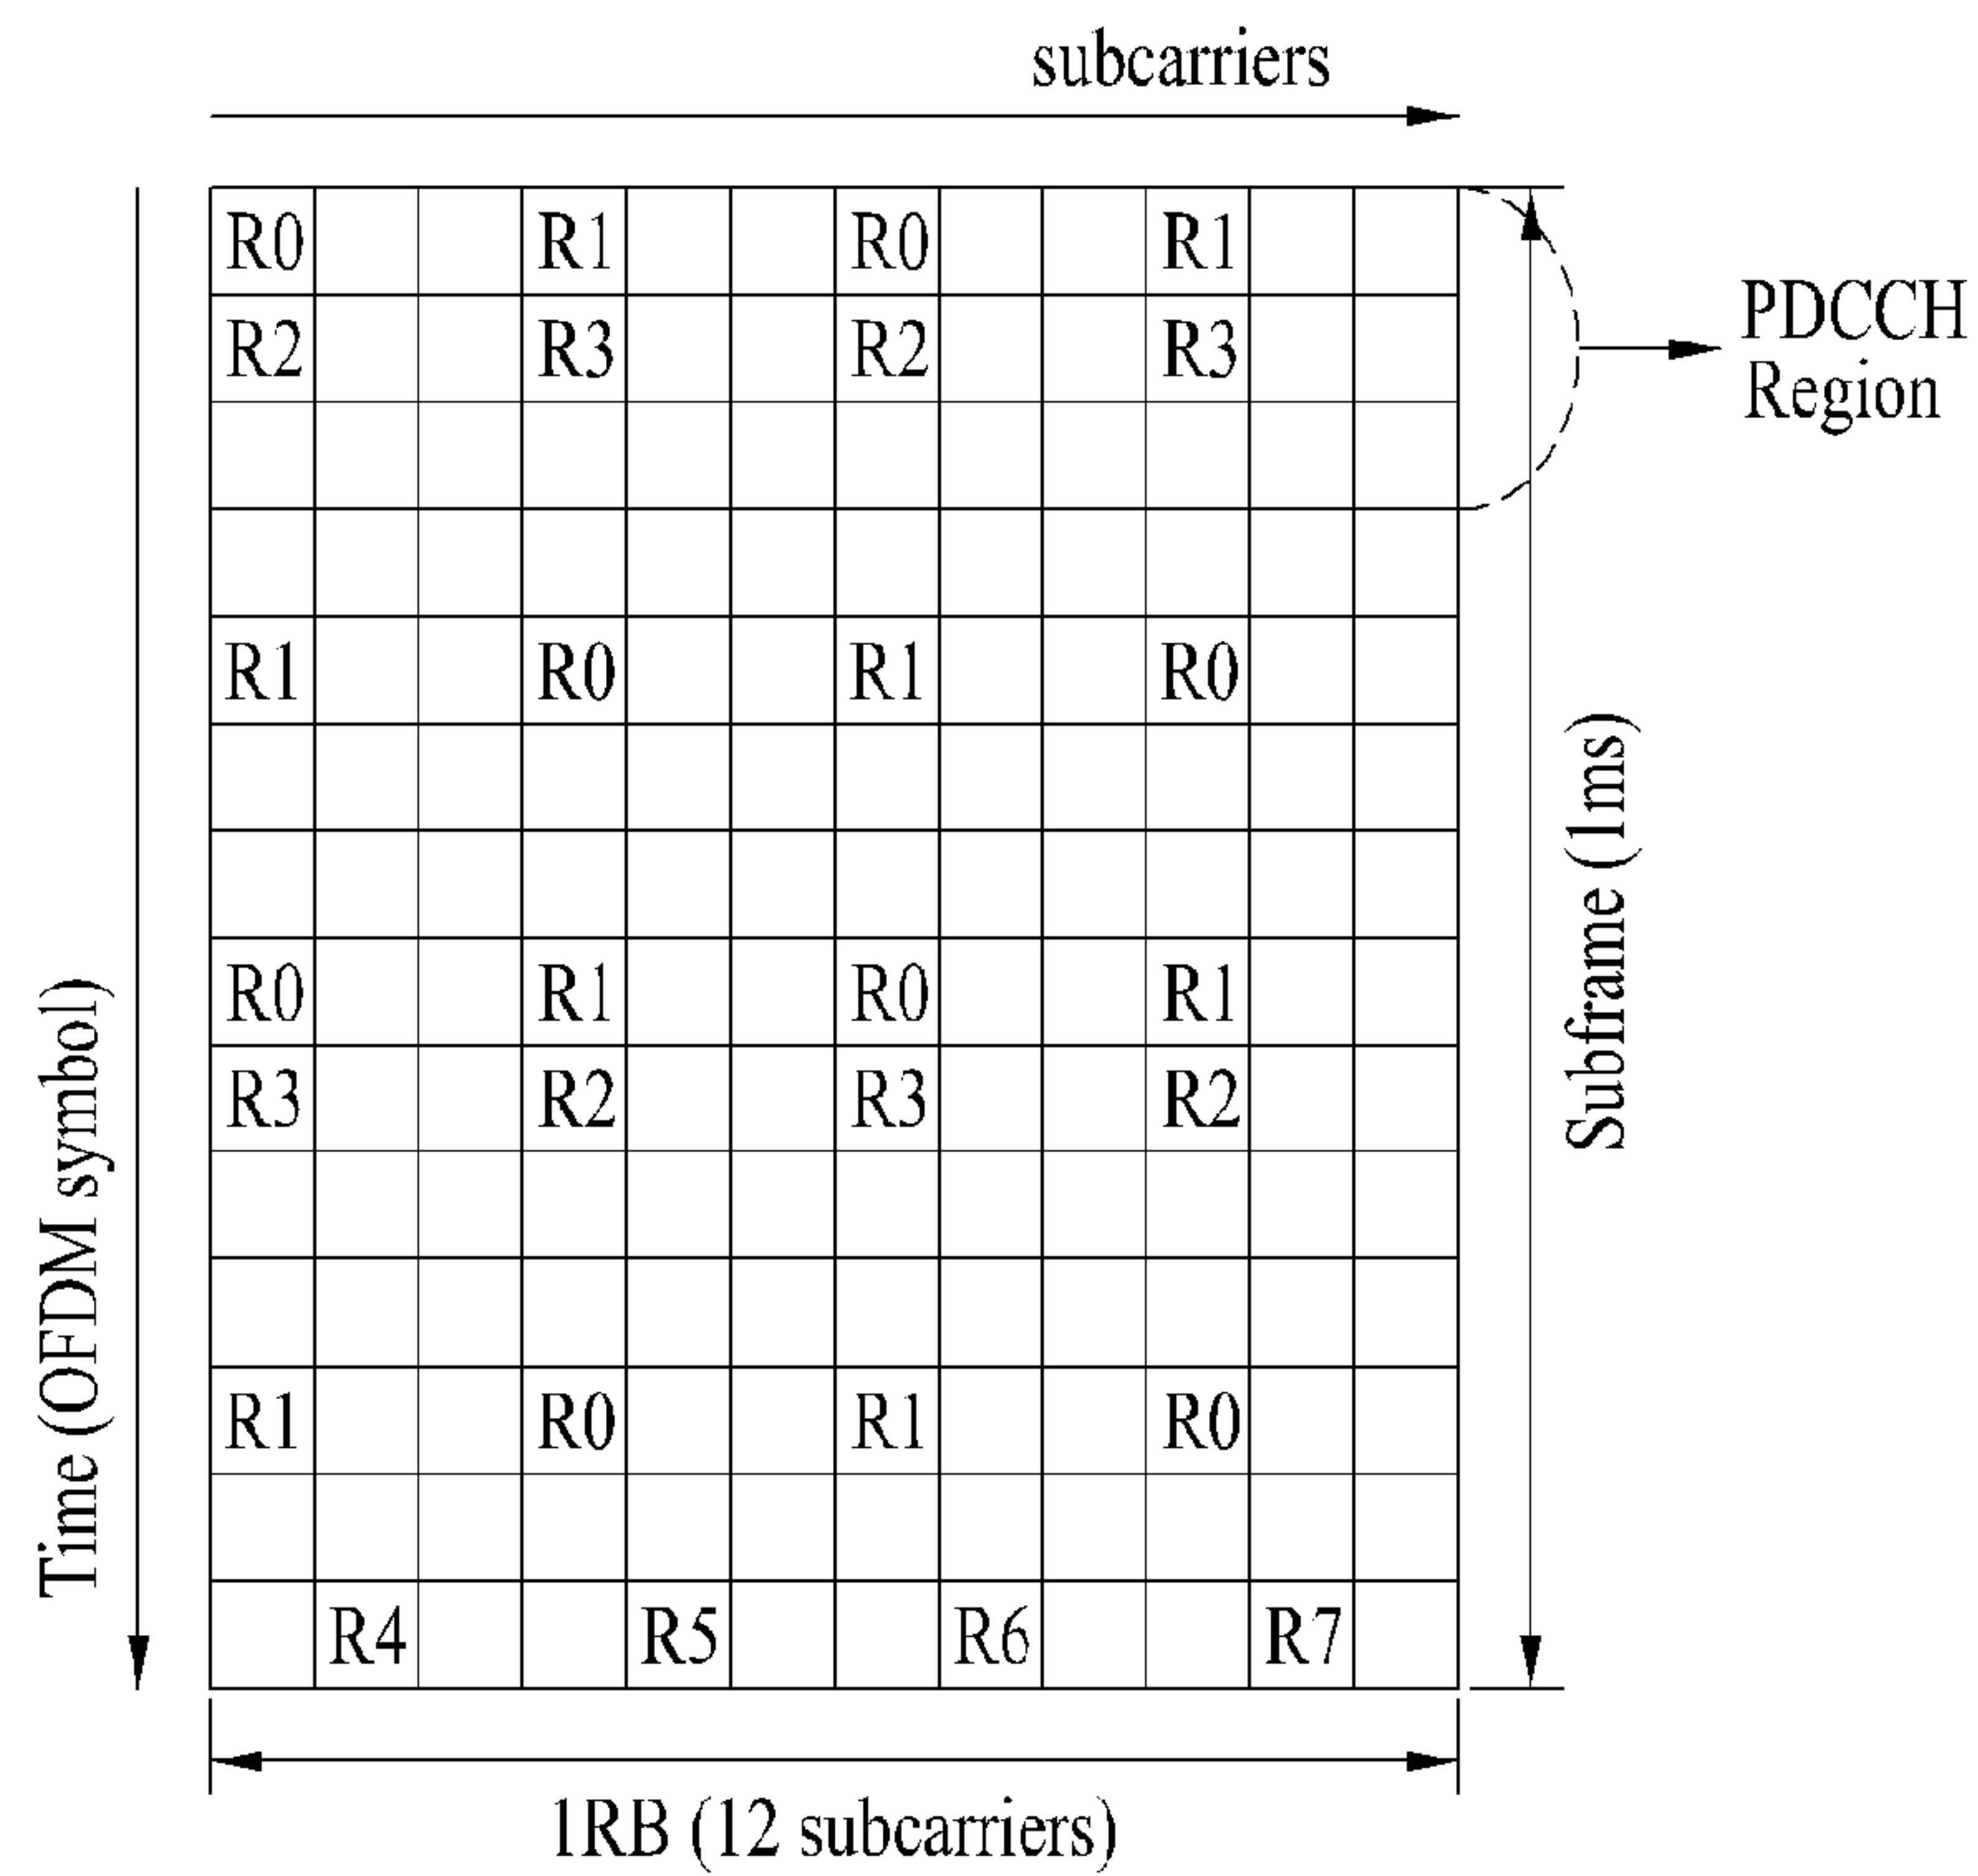 subcarriers
R0 R1 R0 R1
R2 R3 R2 R3
PDCCH
Region
R1 R0 R1 R0
R0 R1 R0 R1
R3 R2 R3 R2
R1 R0 R1 R0
R4 R5 R6 R7
Time (OFDM symbol)
Subframe (1ms)
1RB (12 subcarriers)